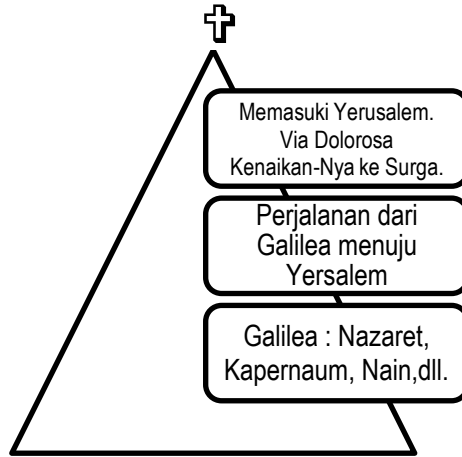 Memasuki Yerusalem.
Via Dolorosa
Kenaikan-Nya ke Surga.
Perjalanan dari
Galilea menuju
Yersalem
Galilea : Nazaret,
Kapernaum, Nain,dll.